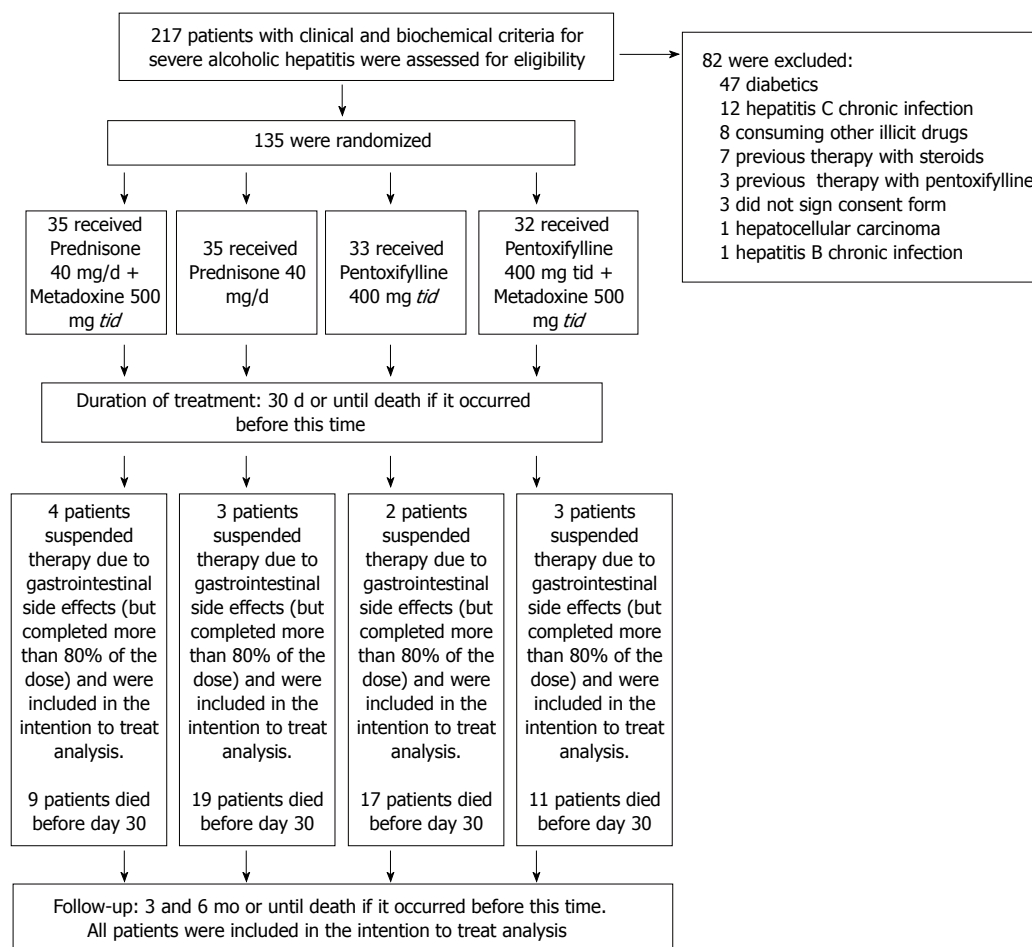 217 patients with clinical and biochemical criteria for
severe alcoholic hepatitis were assessed for eligibility
82 were excluded:
47 diabetics
12 hepatitis C chronic infection
8 consuming other illicit drugs
7 previous therapy with steroids
3 previous therapy with pentoxifylline
3 did not sign consent form
1 hepatocellular carcinoma
1 hepatitis B chronic infection
135 were randomized
35 received
Prednisone
40 mg/d +
Metadoxine 500
mg tid
35 received
Prednisone 40
mg/d
33 received
Pentoxifylline
400 mg tid
32 received
Pentoxifylline
400 mg tid +
Metadoxine 500
mg tid
Duration of treatment: 30 d or until death if it occurred
before this time
4 patients
suspended
therapy due to
gastrointestinal
side effects (but
completed more
than 80% of the
dose) and were
included in the
intention to treat
analysis.
9 patients died
before day 30
3 patients
suspended
therapy due to
gastrointestinal
side effects (but
completed more
than 80% of the
dose) and were
included in the
intention to treat
analysis.
19 patients died
before day 30
2 patients
suspended
therapy due to
gastrointestinal
side effects (but
completed more
than 80% of the
dose) and were
included in the
intention to treat
analysis.
17 patients died
before day 30
3 patients
suspended
therapy due to
gastrointestinal
side effects (but
completed more
than 80% of the
dose) and were
included in the
intention to treat
analysis.
11 patients died
before day 30
Follow-up: 3 and 6 mo or until death if it occurred before this time.
All patients were included in the intention to treat analysis